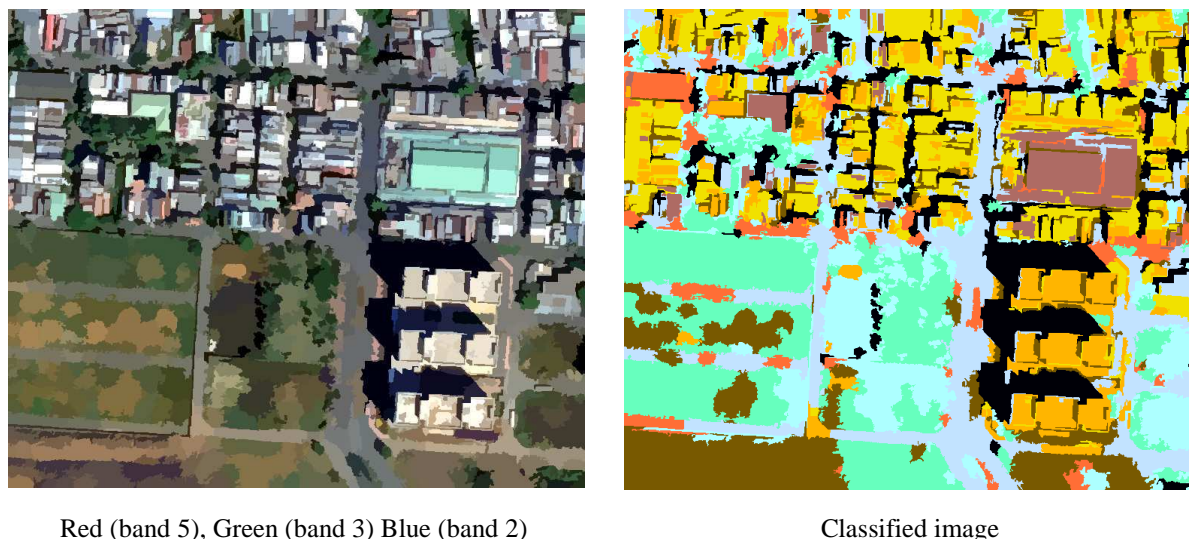 Red (band 5), Green (band 3) Blue (band 2)
Classified image